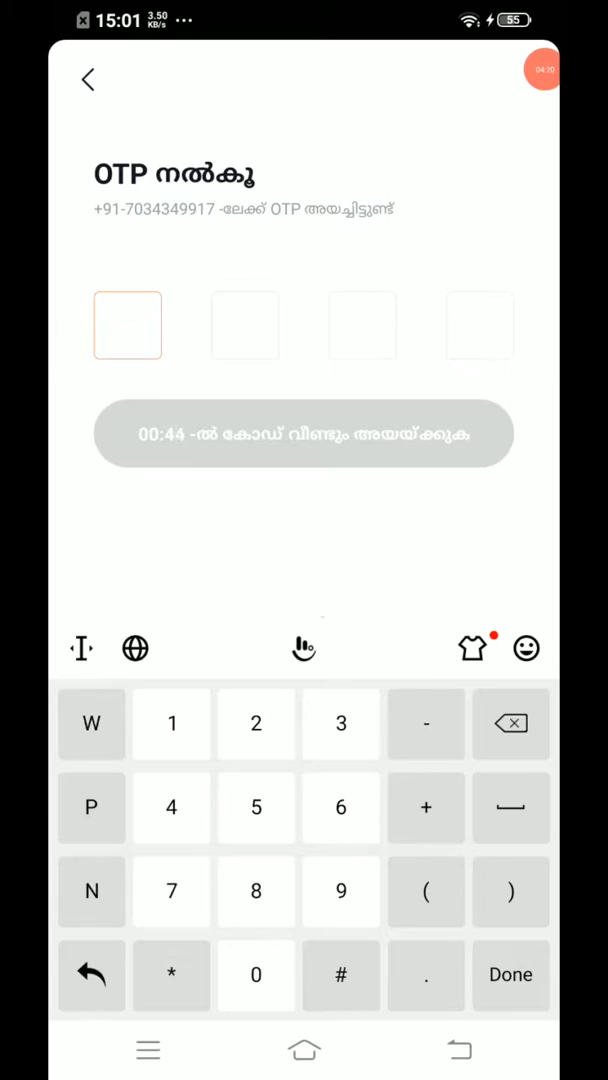 15:01 3.50 KB/s ... 55
04:20
OTP നൽകൂ
+91-7034349917 -ലേക്ക് OTP അയച്ചിട്ടുണ്ട്
00:44 -ൽ കോഡ് വീണ്ടും അയയ്ക്കുക
W 1 2 3 -
P 4 5 6 +
N 7 8 9 ( )
* 0 # . Done